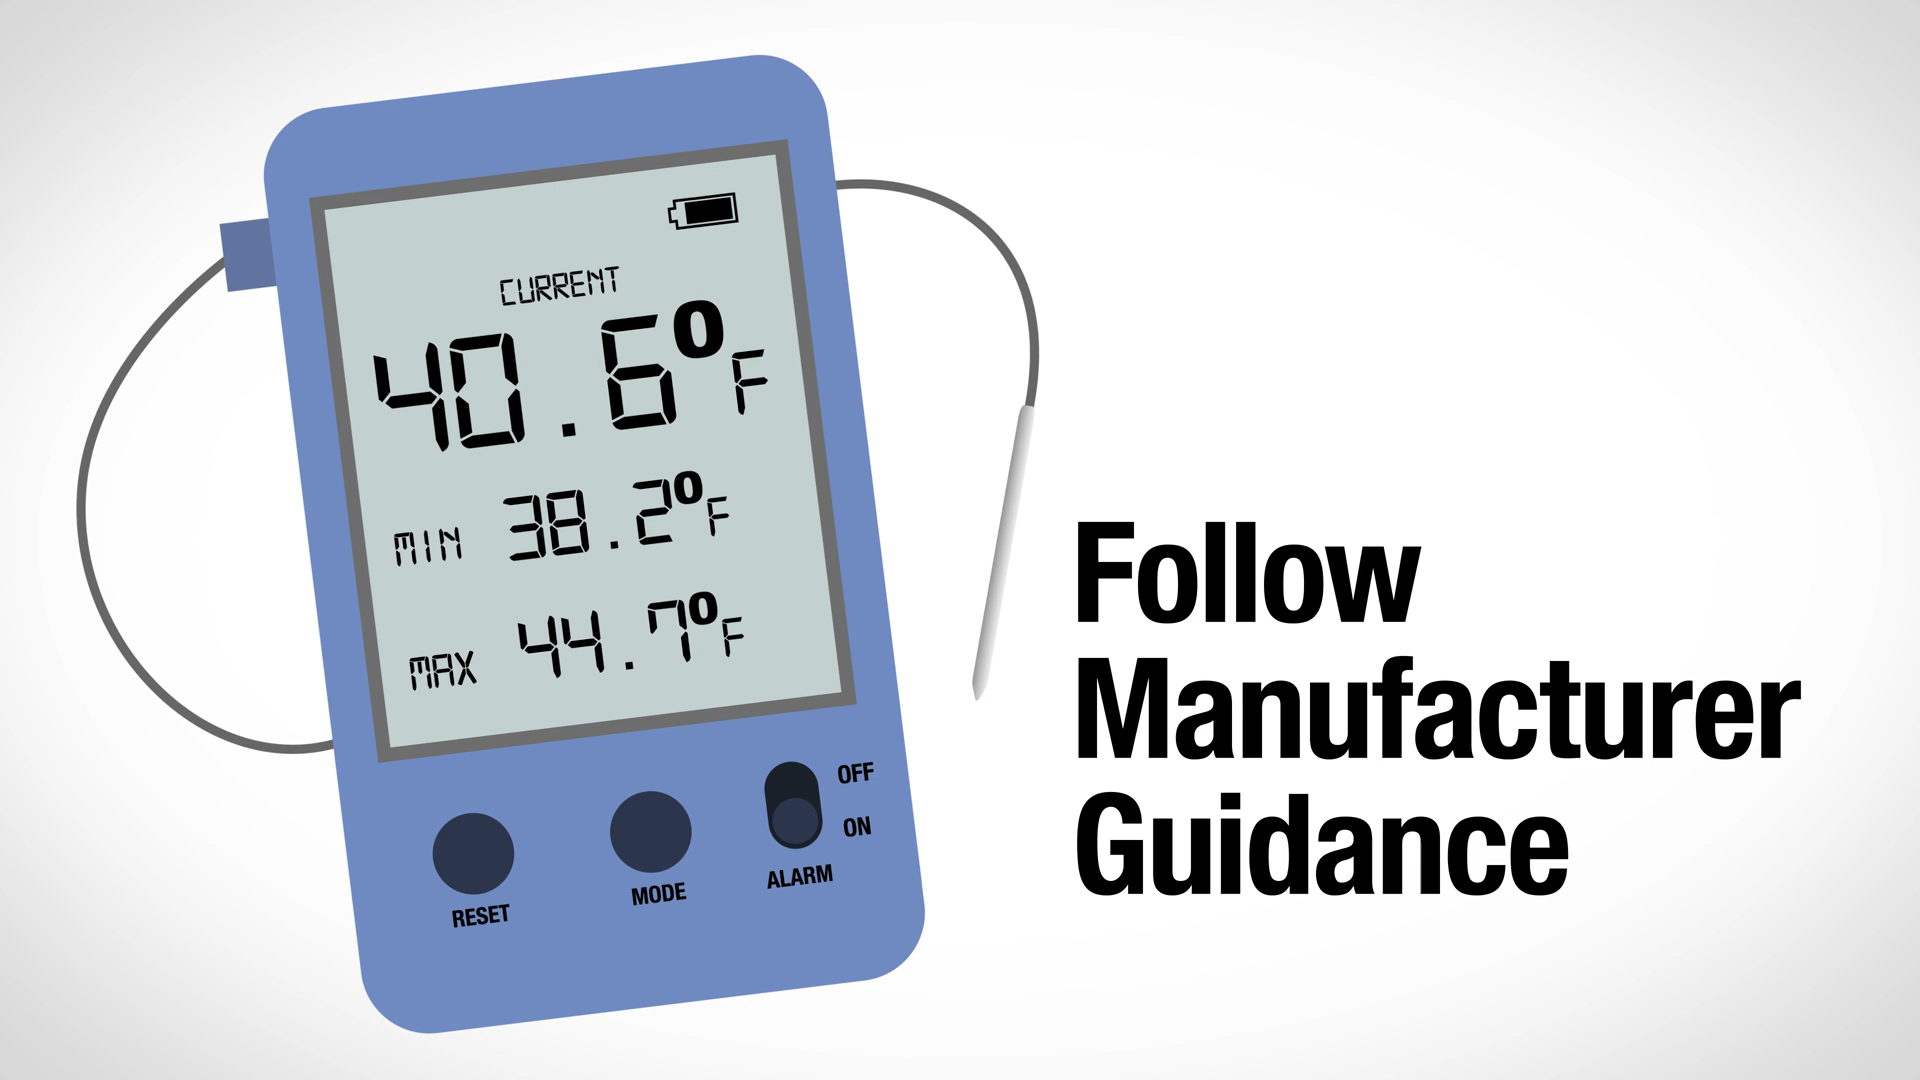 CURRENT
40.6°F
MIN 38.2°F
MAX 44.7°F
OFF
ON
RESET
MODE
ALARM
Follow
Manufacturer
Guidance